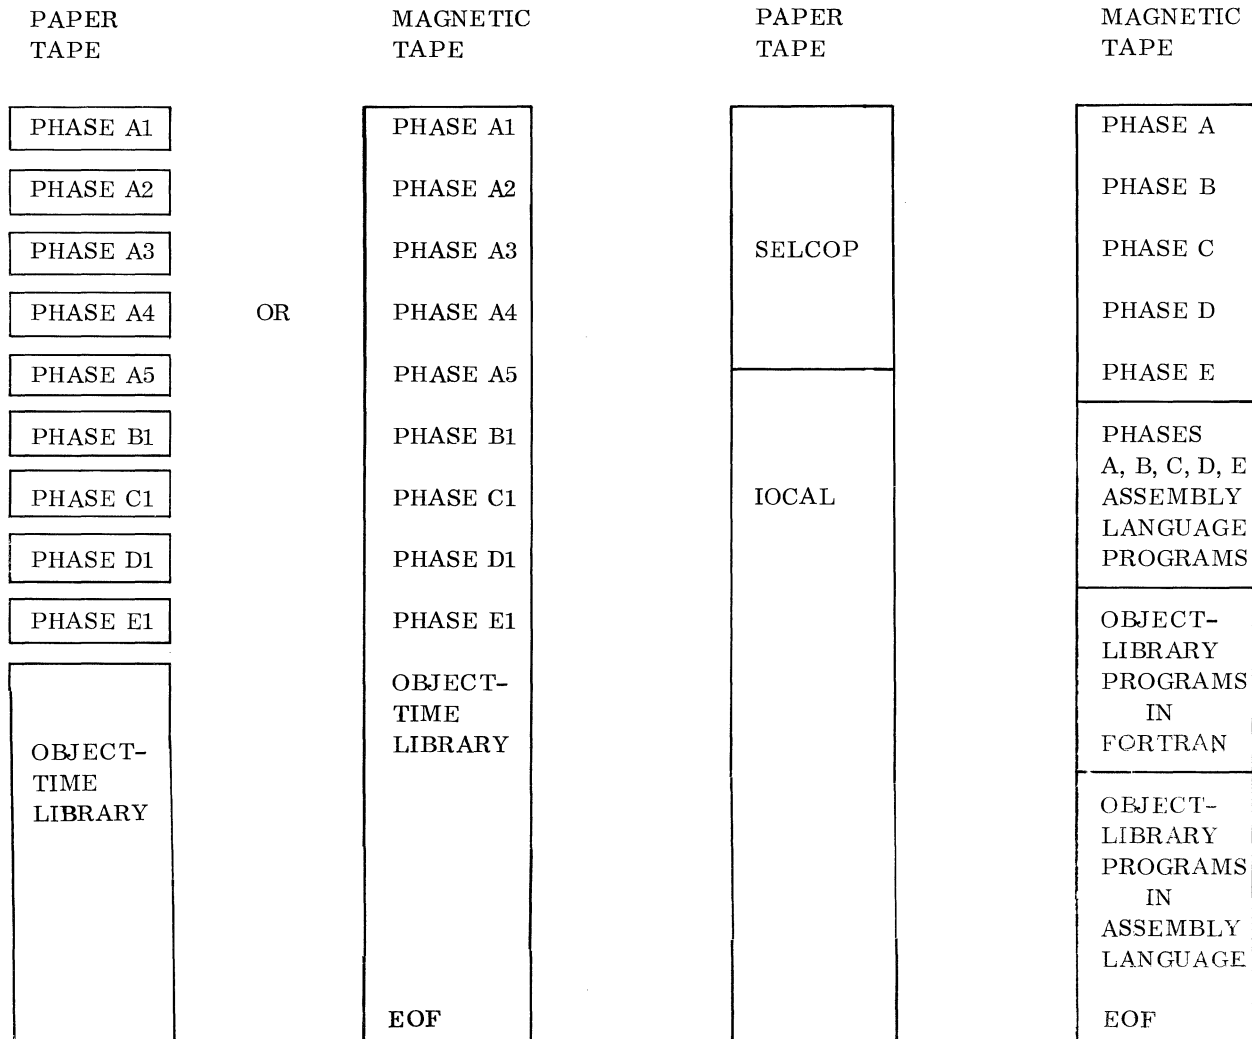 PAPER
TAPE
PHASE A1
PHASE A2
PHASE A3
PHASE A4
PHASE A5
PHASE B1
PHASE C1
PHASE D1
PHASE E1
OBJECT-
TIME
LIBRARY
OR
MAGNETIC
TAPE
PHASE A1
PHASE A2
PHASE A3
PHASE A4
PHASE A5
PHASE B1
PHASE C1
PHASE D1
PHASE E1
OBJECT-
TIME
LIBRARY
EOF
PAPER
TAPE
SELCOP
IOCAL
MAGNETIC
TAPE
PHASE A
PHASE B
PHASE C
PHASE D
PHASE E
PHASES
A, B, C, D, E
ASSEMBLY
LANGUAGE
PROGRAMS
OBJECT-
LIBRARY
PROGRAMS
IN
FORTRAN
OBJECT-
LIBRARY
PROGRAMS
IN
ASSEMBLY
LANGUAGE
EOF